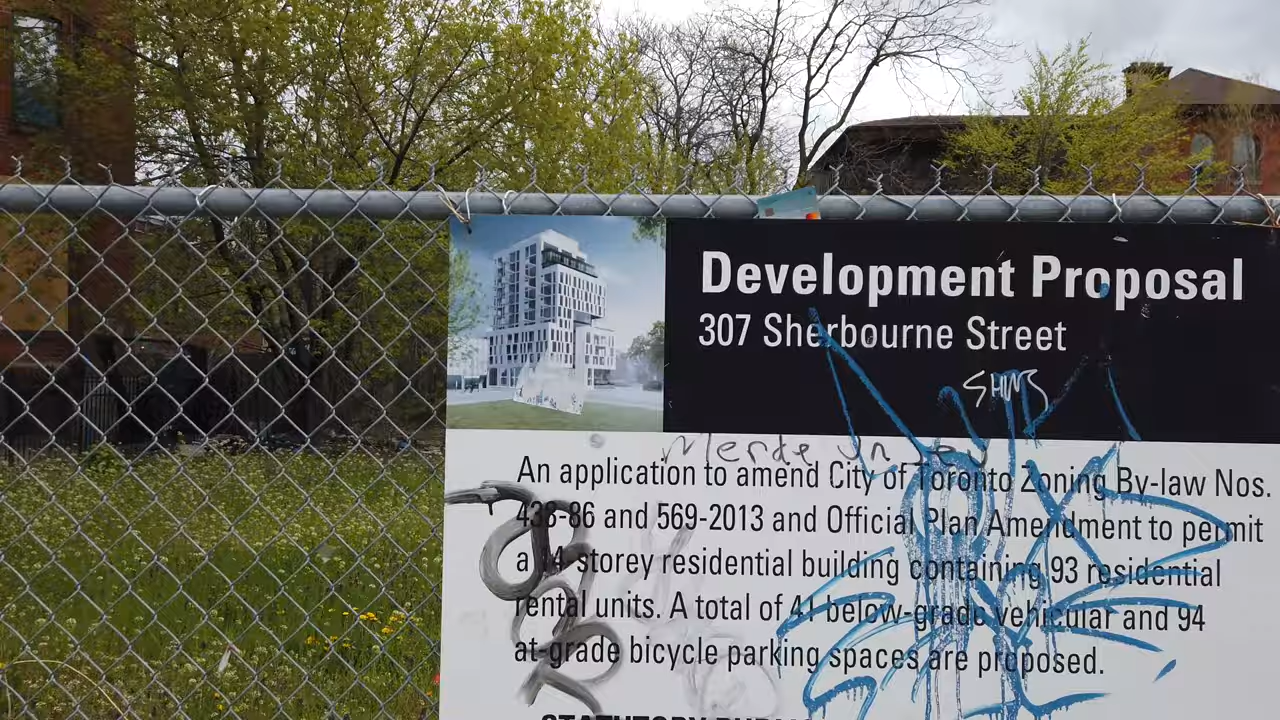 Development Proposal
307 Sherbourne Street
An application to amend City of Toronto Zoning By-law Nos.
438-86 and 569-2013 and Official Plan Amendment to permit
a 14-storey residential building containing 93 residential
rental units. A total of 41 below-grade vehicular and 94
at-grade bicycle parking spaces are proposed.
STATUTORY PUBLIC